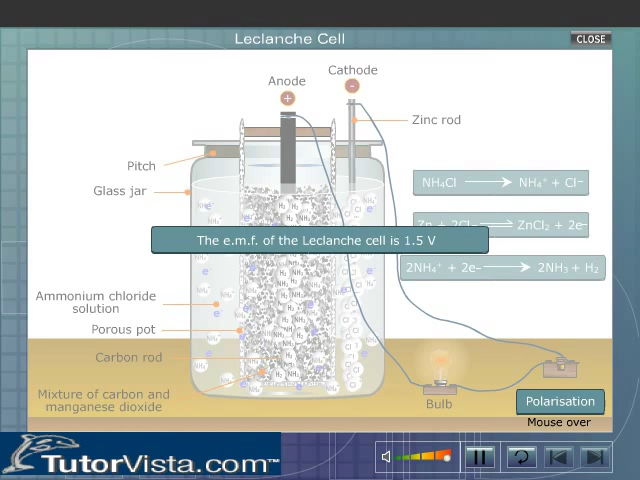 Leclanche Cell
CLOSE
Cathode
Anode
+
-
Zinc rod
Pitch
Glass jar
NH₄Cl → NH₄⁺ + Cl–
Zn + 2Cl ⇌ ZnCl2 + 2e–
The e.m.f. of the Leclanche cell is 1.5 V
2NH₄⁺ + 2e– → 2NH₃ + H₂
Ammonium chloride
solution
Porous pot
Carbon rod
Mixture of carbon and
manganese dioxide
Bulb
Polarisation
Mouse over
TutorVista.com™